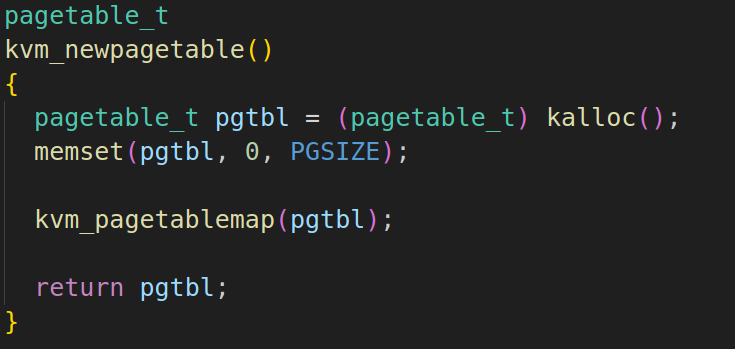 pagetable_t
kvm_newpagetable()
{
pagetable_t pgtbl = (pagetable_t) kalloc();
memset(pgtbl, 0, PGSIZE);
kvm_pagetablemap(pgtbl);
return pgtbl;
}